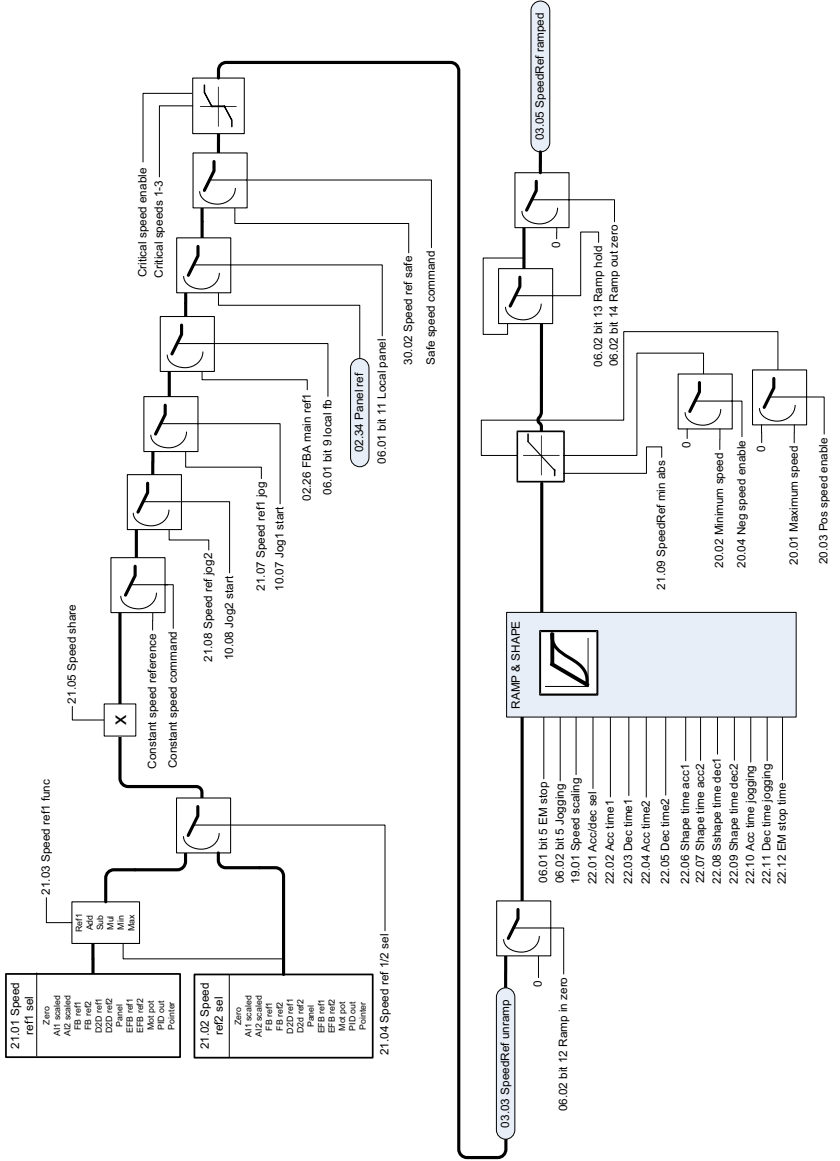 21.01 Speed
ref1 sel
Zero
AI1 scaled
AI2 scaled
FB ref1
FB ref2
D2D ref1
D2D ref2
Panel
EFB ref1
EFB ref2
Mot pot
PID out
Pointer
21.02 Speed
ref2 sel
Zero
AI1 scaled
AI2 scaled
FB ref1
FB ref2
D2D ref1
D2d ref2
Panel
EFB ref1
EFB ref2
Mot pot
PID out
Pointer
21.03 Speed ref1 func
Ref1
Add
Sub
Mul
Min
Max
21.04 Speed ref 1/2 sel
21.05 Speed share
X
Constant speed reference
Constant speed command
21.08 Speed ref jog2
10.08 Jog2 start
21.07 Speed ref1 jog
10.07 Jog1 start
02.26 FBA main ref1
06.01 bit 9 local fb
02.34 Panel ref
06.01 bit 11 Local panel
30.02 Speed ref safe
Safe speed command
Critical speed enable
Critical speeds 1-3
03.03 SpeedRef unramp
0
06.02 bit 12 Ramp in zero
RAMP & SHAPE
06.01 bit 5 EM stop
06.02 bit 5 Jogging
19.01 Speed scaling
22.01 Acc/dec sel
22.02 Acc time1
22.03 Dec time1
22.04 Acc time2
22.05 Dec time2
22.06 Shape time acc1
22.07 Shape time acc2
22.08 Sshape time dec1
22.09 Shape time dec2
22.10 Acc time jogging
22.11 Dec time jogging
22.12 EM stop time
21.09 SpeedRef min abs
0
20.02 Minimum speed
20.04 Neg speed enable
0
20.01 Maximum speed
20.03 Pos speed enable
0
06.02 bit 13 Ramp hold
06.02 bit 14 Ramp out zero
03.05 SpeedRef ramped